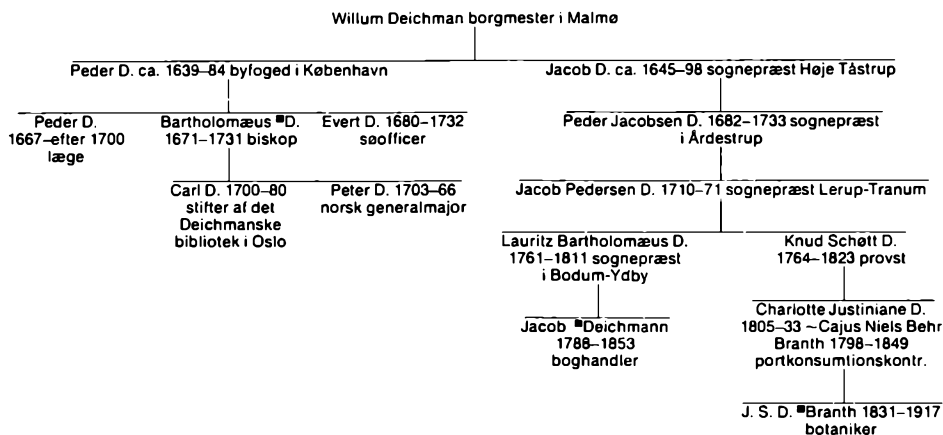 Willum Deichman borgmester i Malmø
Peder D. ca. 1639–84 byfoged i København
Jacob D. ca. 1645–98 sognepræst Høje Tåstrup
Peder D.
1667–efter 1700
læge
Bartholomæus ■D.
1671–1731 biskop
Evert D. 1680–1732
søofficer
Peder Jacobsen D. 1682–1733 sognepræst
i Årdestrup
Carl D. 1700–80
stifter af det
Deichmanske
bibliotek i Oslo
Peter D. 1703–66
norsk generalmajor
Jacob Pedersen D. 1710–71 sognepræst Lerup-Tranum
Lauritz Bartholomæus D.
1761–1811 sognepræst
i Bodum-Ydby
Knud Schøtt D.
1764–1823 provst
Jacob ■Deichmann
1788–1853
boghandler
Charlotte Justiniane D.
1805–33 ~Cajus Niels Behr
Branth 1798–1849
portkonsumtionskontr.
J. S. D. ■Branth 1831–1917
botaniker